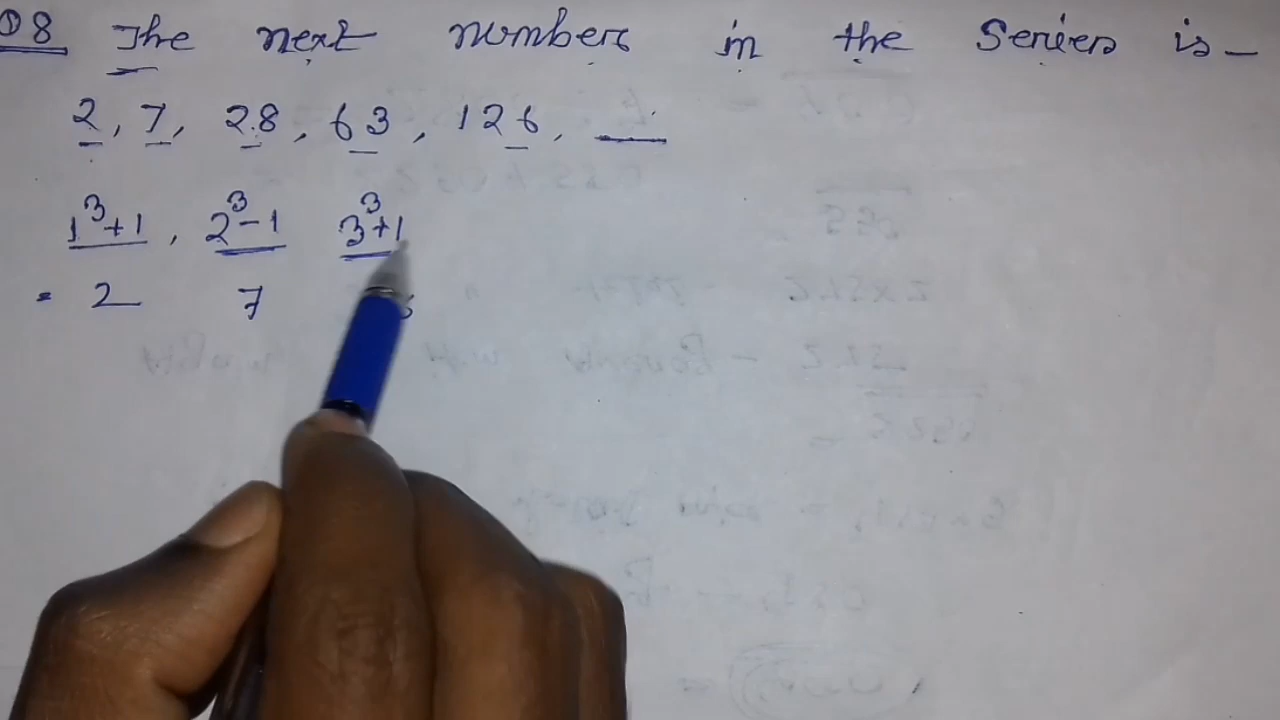 Q8 The next numbers in the Series is -
2, 7, 28, 63, 126, __
1³+1, 2³-1 3³+1
= 2 7